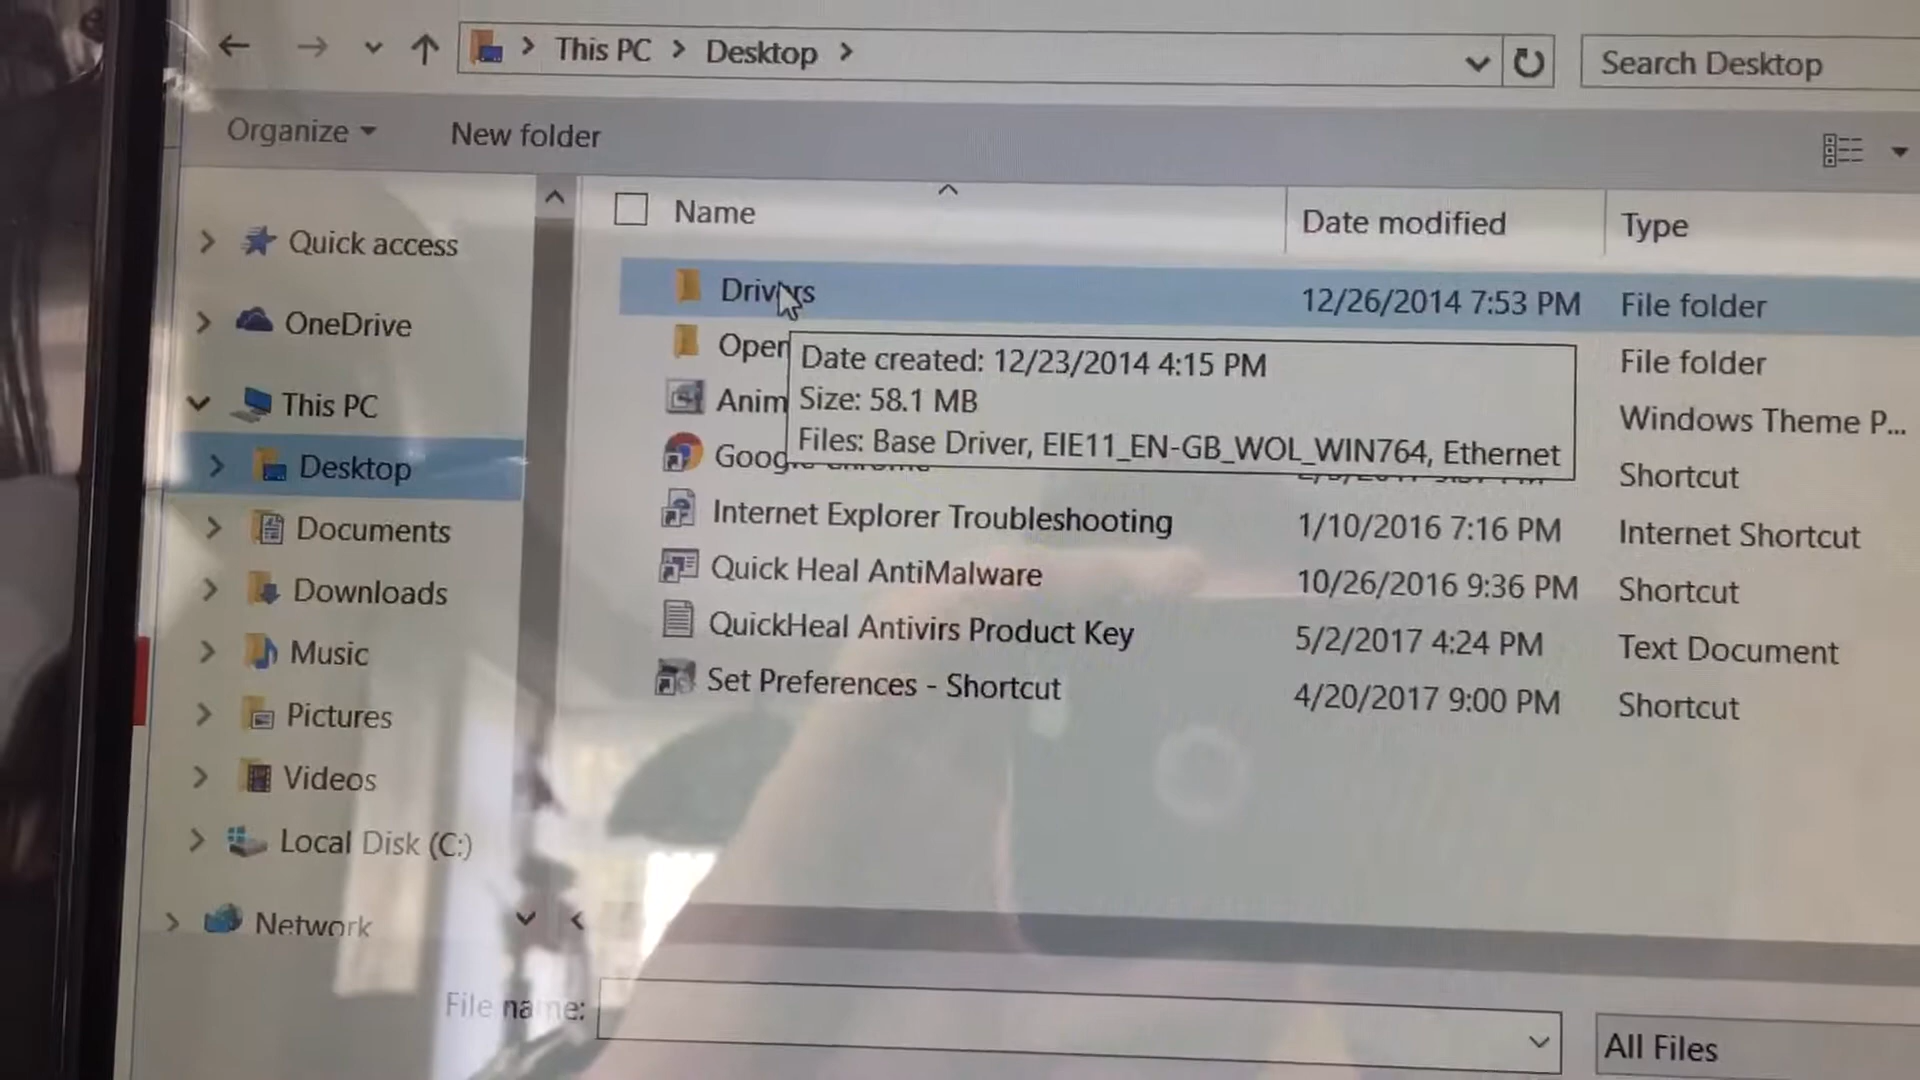 This PC > Desktop >
Search Desktop
Organize
New folder
Name
Date modified
Type
Quick access
OneDrive
This PC
Desktop
Documents
Downloads
Music
Pictures
Videos
Local Disk (C:)
Network
Drivers 12/26/2014 7:53 PM File folder
Open File folder
Anim Windows Theme P...
Shortcut
Date created: 12/23/2014 4:15 PM
Size: 58.1 MB
Files: Base Driver, EIE11_EN-GB_WOL_WIN764, Ethernet
Internet Explorer Troubleshooting 1/10/2016 7:16 PM Internet Shortcut
Quick Heal AntiMalware 10/26/2016 9:36 PM Shortcut
QuickHeal Antivirs Product Key 5/2/2017 4:24 PM Text Document
Set Preferences - Shortcut 4/20/2017 9:00 PM Shortcut
File name:
All Files